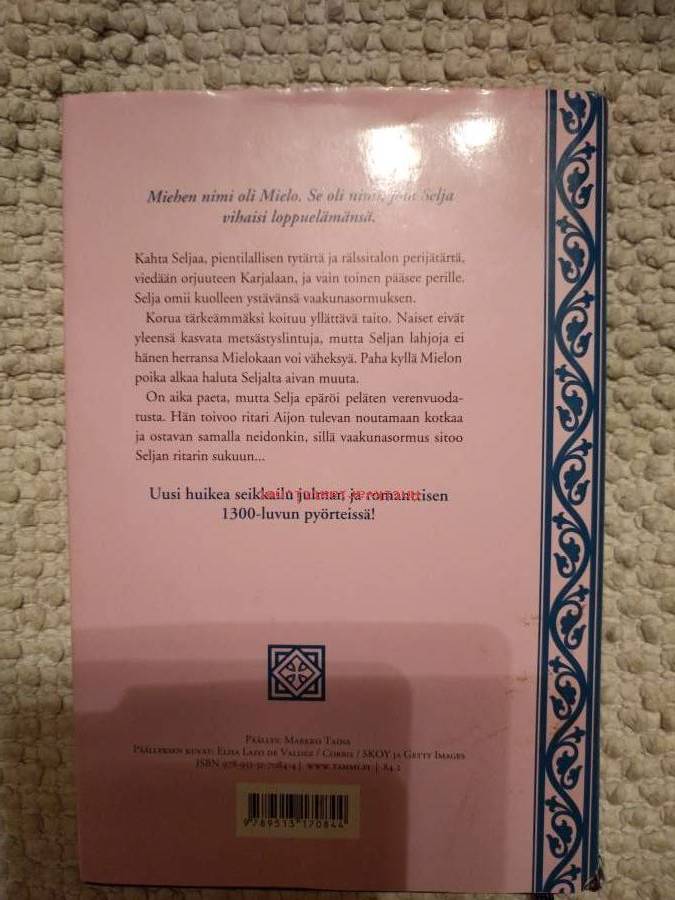 Miehen nimi oli Mielo. Se oli nimi, jota Selja
vihaisi loppuelämänsä.
Kahta Seljaa, pientilallisen tytärtä ja rälssitalon perijätärtä,
viedään orjuuteen Karjalaan, ja vain toinen pääsee perille.
Selja omii kuolleen ystävänsä vaakunasormuksen.
Korua tärkeämmäksi koituu yllättävä taito. Naiset eivät
yleensä kasvata metsästyslintuja, mutta Seljan lahjoja ei
hänen herransa Mielokaan voi väheksyä. Paha kyllä Mielon
poika alkaa haluta Seljalta aivan muuta.
On aika paeta, mutta Selja epäröi peläten verenvuoda-
tusta. Hän toivoo ritari Aijon tulevan noutamaan kotkaa
ja ostavan samalla neidonkin, sillä vaakunasormus sitoo
Seljan ritarin sukuun...
Uusi huikea seikkailu julman ja romanttisen
1300-luvun pyörteissä!
Päällys: Markko Taina
Päällyksen kuvat: Elisa Lazo de Valdez / Corbis / SKOY ja Getty Images
ISBN 978-951-31-7084-4 | www.tammi.fi | 84.2
9789513170844